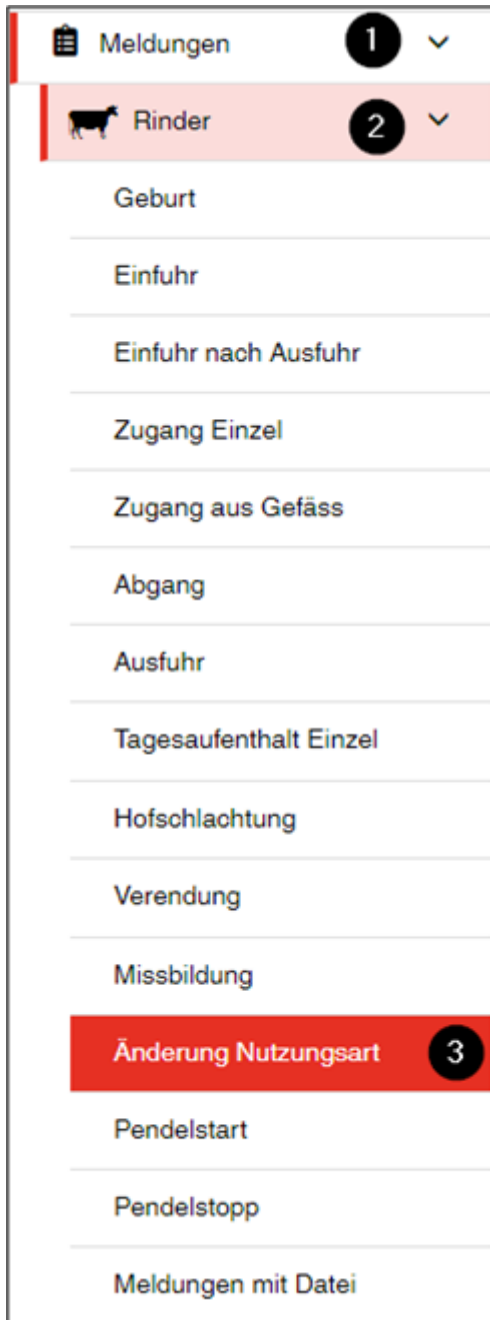 Meldungen 1
Rinder 2
Geburt
Einfuhr
Einfuhr nach Ausfuhr
Zugang Einzel
Zugang aus Gefäss
Abgang
Ausfuhr
Tagesaufenthalt Einzel
Hofschlachtung
Verendung
Missbildung
Änderung Nutzungsart 3
Pendelstart
Pendelstopp
Meldungen mit Datei